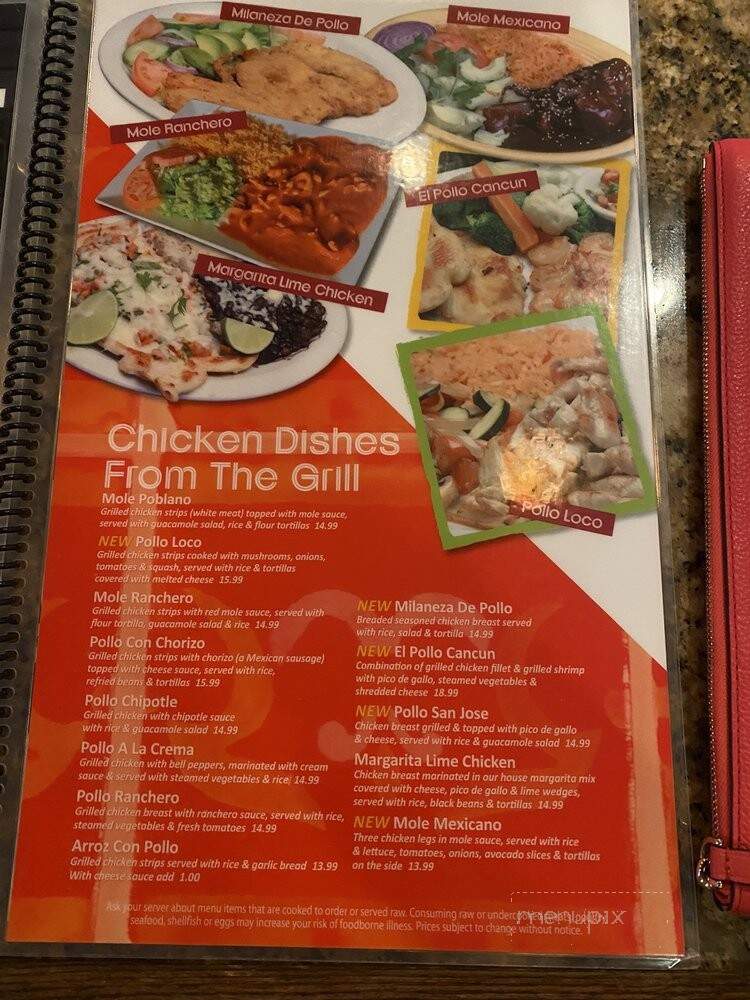 Milaneza De Pollo
Mole Mexicano
Mole Ranchero
El Pollo Cancun
Margarita Lime Chicken
Pollo Loco
Chicken Dishes
From The Grill
Mole Poblano
Grilled chicken strips (white meat) topped with mole sauce,
served with guacamole salad, rice & flour tortillas 14.99
NEW Pollo Loco
Grilled chicken strips cooked with mushrooms, onions,
tomatoes & squash, served with rice & tortillas
covered with melted cheese 15.99
Mole Ranchero
Grilled chicken strips with red mole sauce, served with
flour tortilla, guacamole salad & rice 14.99
Pollo Con Chorizo
Grilled chicken strips with chorizo (a Mexican sausage)
topped with cheese sauce, served with rice,
refried beans & tortillas 15.99
Pollo Chipotle
Grilled chicken with chipotle sauce
with rice & guacamole salad 14.99
Pollo A La Crema
Grilled chicken with bell peppers, marinated with cream
sauce & served with steamed vegetables & rice 14.99
Pollo Ranchero
Grilled chicken breast with ranchero sauce, served with rice,
steamed vegetables & fresh tomatoes 14.99
Arroz Con Pollo
Grilled chicken strips served with rice & garlic bread 13.99
With cheese sauce add 1.00
NEW Milaneza De Pollo
Breaded seasoned chicken breast served
with rice, salad & tortilla 14.99
NEW El Pollo Cancun
Combination of grilled chicken fillet & grilled shrimp
with pico de gallo, steamed vegetables &
shredded cheese 18.99
NEW Pollo San Jose
Chicken breast grilled & topped with pico de gallo
& cheese, served with rice & guacamole salad 14.99
Margarita Lime Chicken
Chicken breast marinated in our house margarita mix
covered with cheese, pico de gallo & lime wedges,
served with rice, black beans & tortillas 14.99
NEW Mole Mexicano
Three chicken legs in mole sauce, served with rice
& lettuce, tomatoes, onions, avocado slices & tortillas
on the side 13.99
Ask your server about menu items that are cooked to order or served raw. Consuming raw or undercooked meats, poultry,
seafood, shellfish or eggs may increase your risk of foodborne illness. Prices subject to change without notice.
menupix